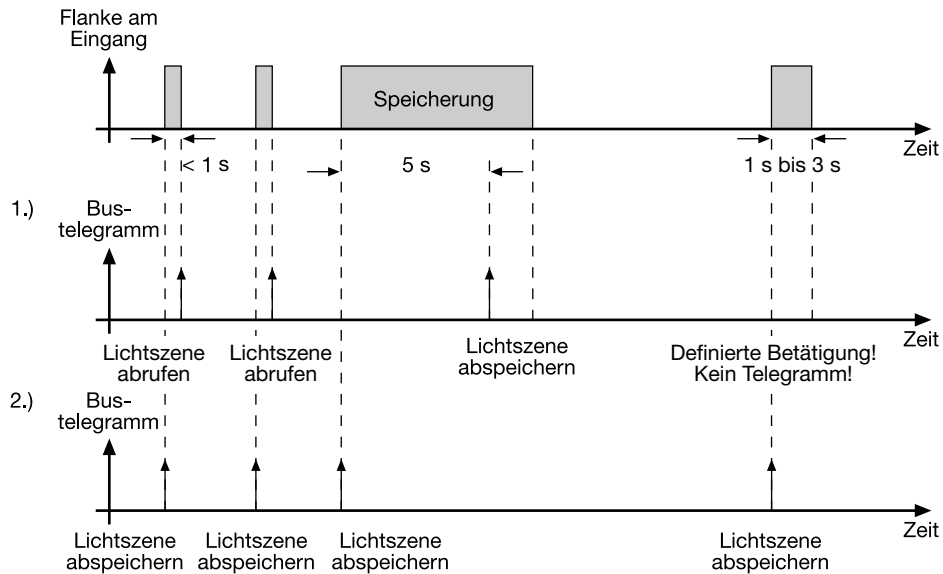 Flanke am
Eingang
Speicherung
Zeit
< 1 s
5 s
1 s bis 3 s
1.)
Bus-
telegramm
Zeit
Lichtszene
abrufen
Lichtszene
abrufen
Lichtszene
abspeichern
Definierte Betätigung!
Kein Telegramm!
2.)
Bus-
telegramm
Zeit
Lichtszene
abspeichern
Lichtszene
abspeichern
Lichtszene
abspeichern
Lichtszene
abspeichern